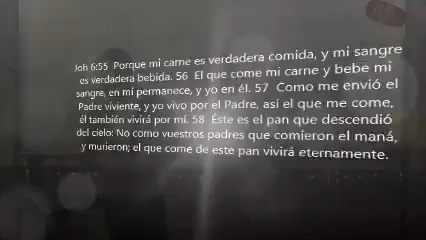 Joh 6:55 Porque mi carne es verdadera comida, y mi sangre
es verdadera bebida. 56 El que come mi carne y bebe mi
sangre, en mí permanece, y yo en él. 57 Como me envió el
Padre viviente, y yo vivo por el Padre, así el que me come,
él también vivirá por mí. 58 Éste es el pan que descendió
del cielo: No como vuestros padres que comieron el maná,
y murieron; el que come de este pan vivirá eternamente.